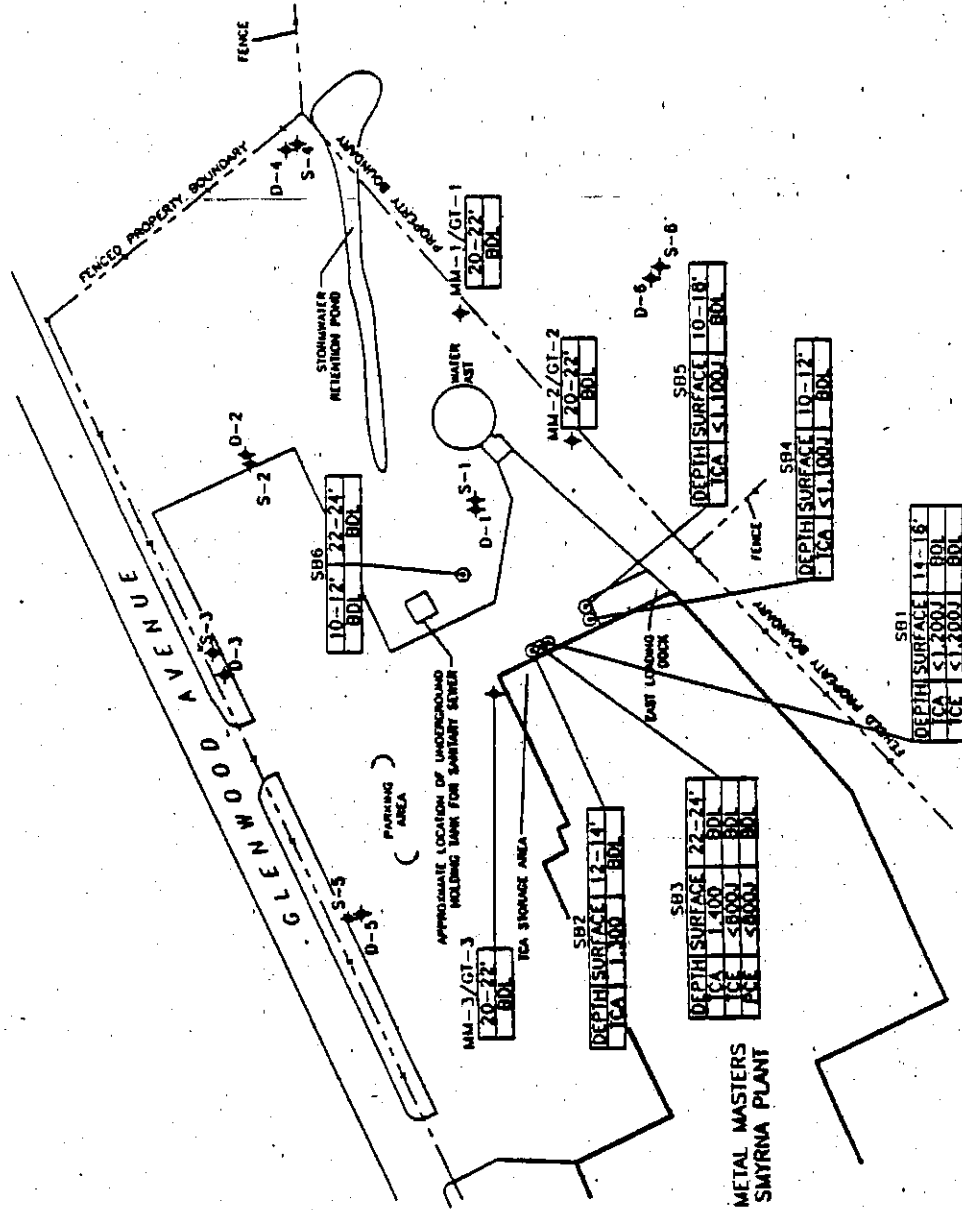 FENCE
FENCED PROPERTY BOUNDARY
D-4
S-4
PROPERTY BOUNDARY
STORMWATER
RETENTION POND
MM-1/GT-1
20-22'
BDL
GLENWOOD AVENUE
D-2
S-2
WATER
AST
MM-2/GT-2
20-22'
BDL
D-6
S-6
SB6
10-12' 22-24'
BDL BDL
S-1
D-1
SB5
DEPTH SURFACE 10-18'
TCA <1,100J BDL
S-3
D-3
FENCE
SB4
DEPTH SURFACE 10-12'
TCA <1,100J BDL
PARKING
AREA
APPROXIMATE LOCATION OF UNDERGROUND
HOLDING TANK FOR SANITARY SEWER
EAST LOADING
DOCK
FENCED PROPERTY BOUNDARY
SB1
DEPTH SURFACE 14-16'
TCA <1,200J BDL
TCE <1,200J BDL
S-5
D-5
TCA STORAGE AREA
MM-3/GT-3
20-22'
BDL
SB2
DEPTH SURFACE 12-14'
TCA 1,300 BDL
SB3
DEPTH SURFACE 22-24'
TCA 1,400 BDL
TCE <800J BDL
PCE <800J BDL
METAL MASTERS
SMYRNA PLANT